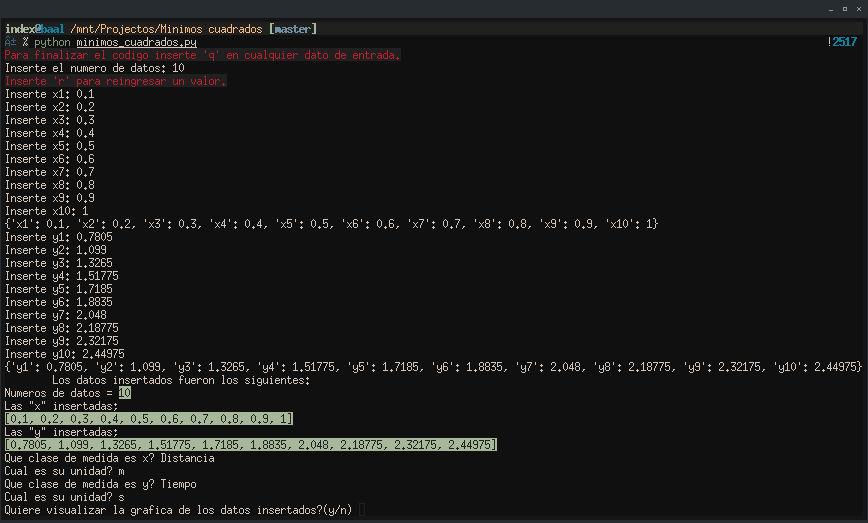 index@baal /mnt/Projectos/Minimos cuadrados [master]
Â± % python minimos_cuadrados.py !2517
Para finalizar el codigo inserte 'q' en cualquier dato de entrada.
Inserte el numero de datos: 10
Inserte 'r' para reingresar un valor.
Inserte x1: 0.1
Inserte x2: 0.2
Inserte x3: 0.3
Inserte x4: 0.4
Inserte x5: 0.5
Inserte x6: 0.6
Inserte x7: 0.7
Inserte x8: 0.8
Inserte x9: 0.9
Inserte x10: 1
{'x1': 0.1, 'x2': 0.2, 'x3': 0.3, 'x4': 0.4, 'x5': 0.5, 'x6': 0.6, 'x7': 0.7, 'x8': 0.8, 'x9': 0.9, 'x10': 1}
Inserte y1: 0.7805
Inserte y2: 1.099
Inserte y3: 1.3265
Inserte y4: 1.51775
Inserte y5: 1.7185
Inserte y6: 1.8835
Inserte y7: 2.048
Inserte y8: 2.18775
Inserte y9: 2.32175
Inserte y10: 2.44975
{'y1': 0.7805, 'y2': 1.099, 'y3': 1.3265, 'y4': 1.51775, 'y5': 1.7185, 'y6': 1.8835, 'y7': 2.048, 'y8': 2.18775, 'y9': 2.32175, 'y10': 2.44975}
Los datos insertados fueron los siguientes:
Numeros de datos = 10
Las "x" insertadas;
[0.1, 0.2, 0.3, 0.4, 0.5, 0.6, 0.7, 0.8, 0.9, 1]
Las "y" insertadas;
[0.7805, 1.099, 1.3265, 1.51775, 1.7185, 1.8835, 2.048, 2.18775, 2.32175, 2.44975]
Que clase de medida es x? Distancia
Cual es su unidad? m
Que clase de medida es y? Tiempo
Cual es su unidad? s
Quiere visualizar la grafica de los datos insertados?(y/n)